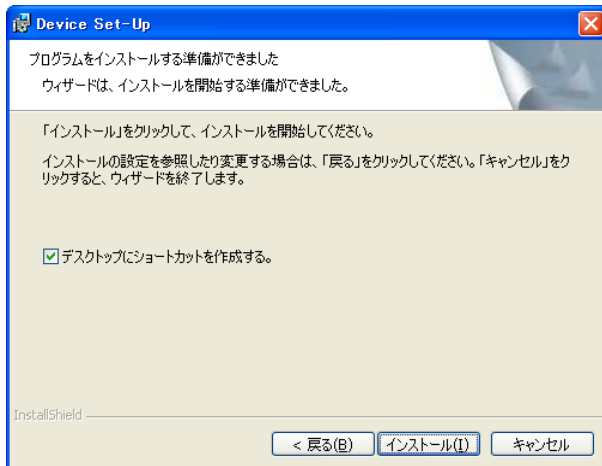 Device Set-Up
プログラムをインストールする準備ができました
ウィザードは、インストールを開始する準備ができました。
「インストール」をクリックして、インストールを開始してください。
インストールの設定を参照したり変更する場合は、「戻る」をクリックしてください。「キャンセル」をク
リックすると、ウィザードを終了します。
デスクトップにショートカットを作成する。
InstallShield
< 戻る(B) インストール(I) キャンセル